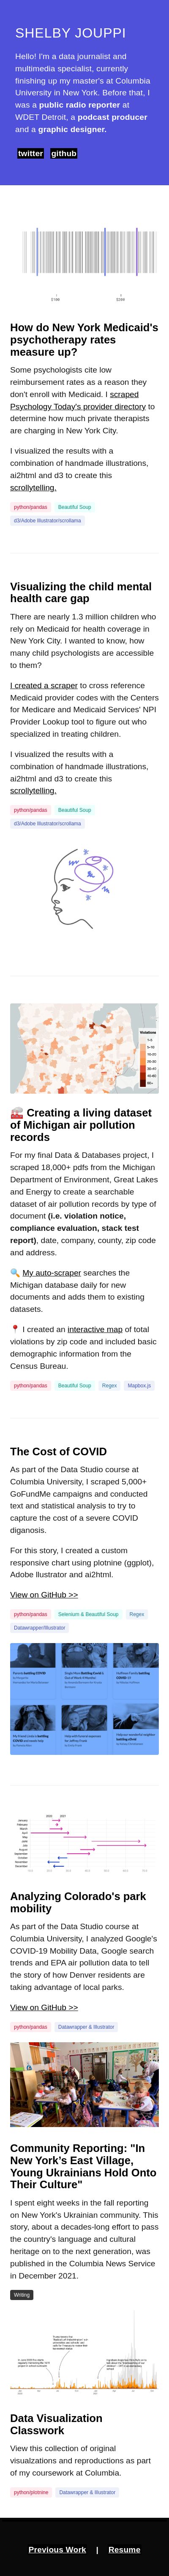 SHELBY JOUPPI
Hello! I'm a data journalist and
multimedia specialist, currently
finishing up my master's at Columbia
University in New York. Before that, I
was a public radio reporter at
WDET Detroit, a podcast producer
and a graphic designer.
twitter github
How do New York Medicaid's
psychotherapy rates
measure up?
Some psychologists cite low
reimbursement rates as a reason they
don't enroll with Medicaid. I scraped
Psychology Today's provider directory to
determine how much private therapists
are charging in New York City.
I visualized the results with a
combination of handmade illustrations,
ai2html and d3 to create this
scrollytelling.
python/pandas Beautiful Soup
d3/Adobe Illustrator/scrollama
Visualizing the child mental
health care gap
There are nearly 1.3 million children who
rely on Medicaid for health coverage in
New York City. I wanted to know, how
many child psychologists are accessible
to them?
I created a scraper to cross reference
Medicaid provider codes with the Centers
for Medicare and Medicaid Services' NPI
Provider Lookup tool to figure out who
specialized in treating children.
I visualized the results with a
combination of handmade illustrations,
ai2html and d3 to create this
scrollytelling.
python/pandas Beautiful Soup
d3/Adobe Illustrator/scrollama
Violations
🏭 Creating a living dataset
of Michigan air pollution
records
For my final Data & Databases project, I
scraped 18,000+ pdfs from the Michigan
Department of Environment, Great Lakes
and Energy to create a searchable
dataset of air pollution records by type of
document (i.e. violation notice,
compliance evaluation, stack test
report), date, company, county, zip code
and address.
🔍 My auto-scraper searches the
Michigan database daily for new
documents and adds them to existing
datasets.
📍 I created an interactive map of total
violations by zip code and included basic
demographic information from the
Census Bureau.
python/pandas Beautiful Soup Regex Mapbox.js
The Cost of COVID
As part of the Data Studio course at
Columbia University, I scraped 5,000+
GoFundMe campaigns and conducted
text and statistical analysis to try to
capture the cost of a severe COVID
diganosis.
For this story, I created a custom
responsive chart using plotnine (ggplot),
Adobe Ilustrator and ai2html.
View on GitHub >>
python/pandas Selenium & Beautiful Soup Regex
Datawrapper/Illustrator
Analyzing Colorado's park
mobility
As part of the Data Studio course at
Columbia University, I analyzed Google's
COVID-19 Mobility Data, Google search
trends and EPA air pollution data to tell
the story of how Denver residents are
taking advantage of local parks.
View on GitHub >>
python/pandas Datawrapper & Illustrator
Community Reporting: "In
New York's East Village,
Young Ukrainians Hold Onto
Their Culture"
I spent eight weeks in the fall reporting
on New York's Ukrainian community. This
story, about a decades-long effort to pass
the country's language and cultural
heritage on to the next generation, was
published in the Columbia News Service
in December 2021.
Writing
Data Visualization
Classwork
View this collection of original
visualzations and reproductions as part
of my coursework at Columbia.
python/plotnine Datawrapper & Illustrator
Previous Work | Resume